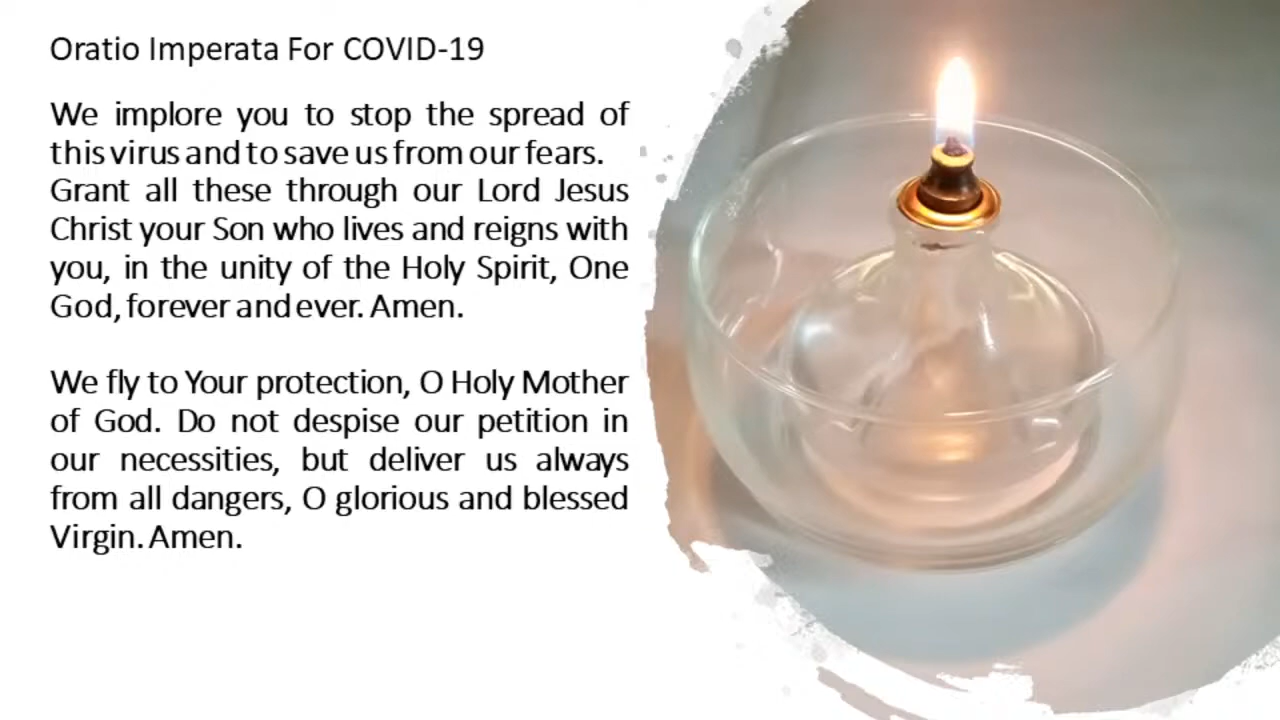 Oratio Imperata For COVID-19
We implore you to stop the spread of
this virus and to save us from our fears.
Grant all these through our Lord Jesus
Christ your Son who lives and reigns with
you, in the unity of the Holy Spirit, One
God, forever and ever. Amen.
We fly to Your protection, O Holy Mother
of God. Do not despise our petition in
our necessities, but deliver us always
from all dangers, O glorious and blessed
Virgin. Amen.